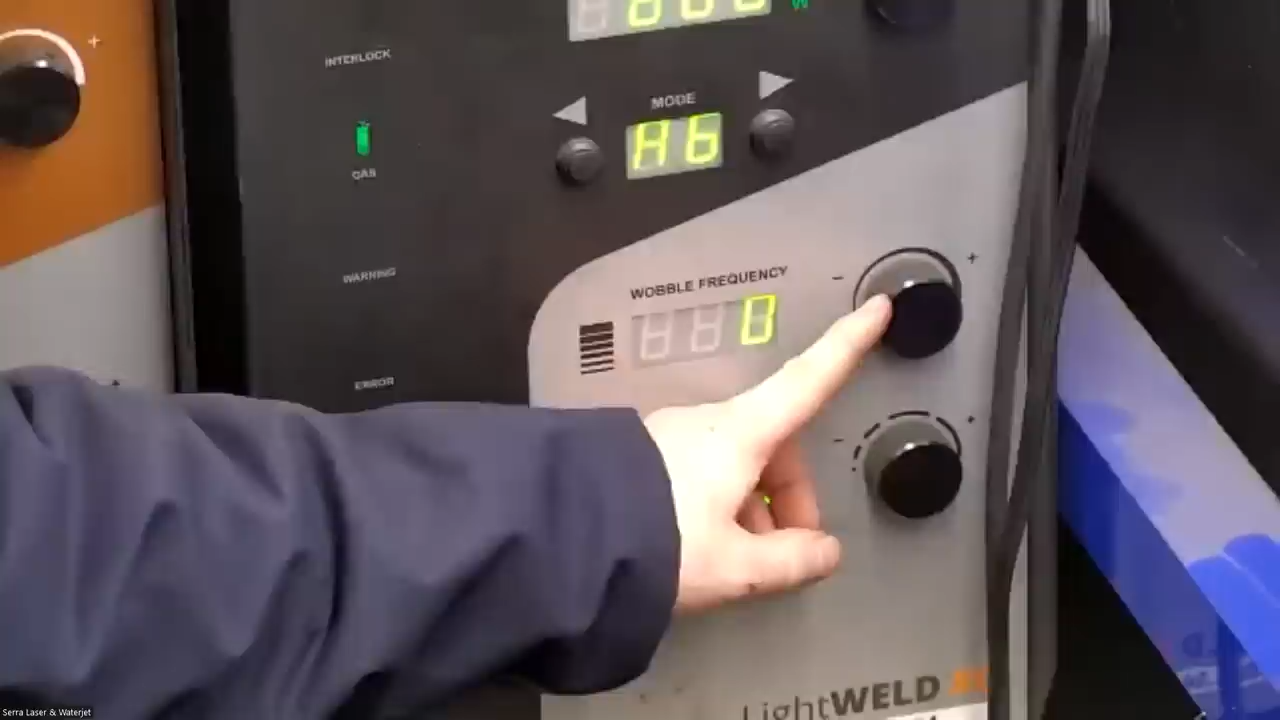 INTERLOCK
MODE
A6
GAS
WOBBLE FREQUENCY
WARNING
0
ERROR
LightWELD
Serra Laser & Waterjet